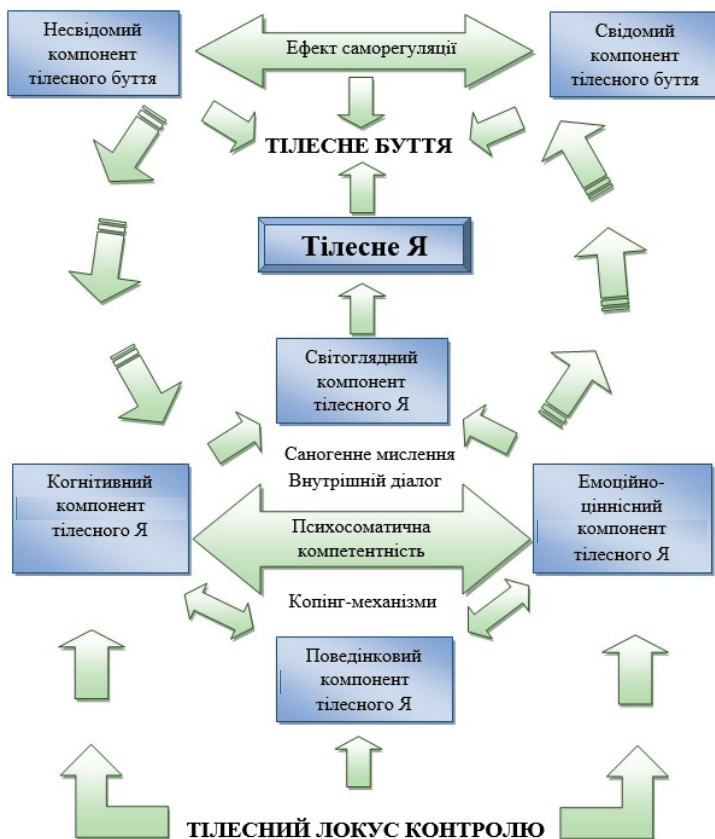 Несвідомий
компонент
тілесного буття
Ефект саморегуляції
Свідомий
компонент
тілесного буття
ТІЛЕСНЕ БУТТЯ
Тілесне Я
Світоглядний
компонент
тілесного Я
Саногенне мислення
Внутрішній діалог
Когнітивний
компонент
тілесного Я
Психосоматична
компетентність
Емоційно-
ціннісний
компонент
тілесного Я
Копінг-механізми
Поведінковий
компонент
тілесного Я
ТІЛЕСНИЙ ЛОКУС КОНТРОЛЮ